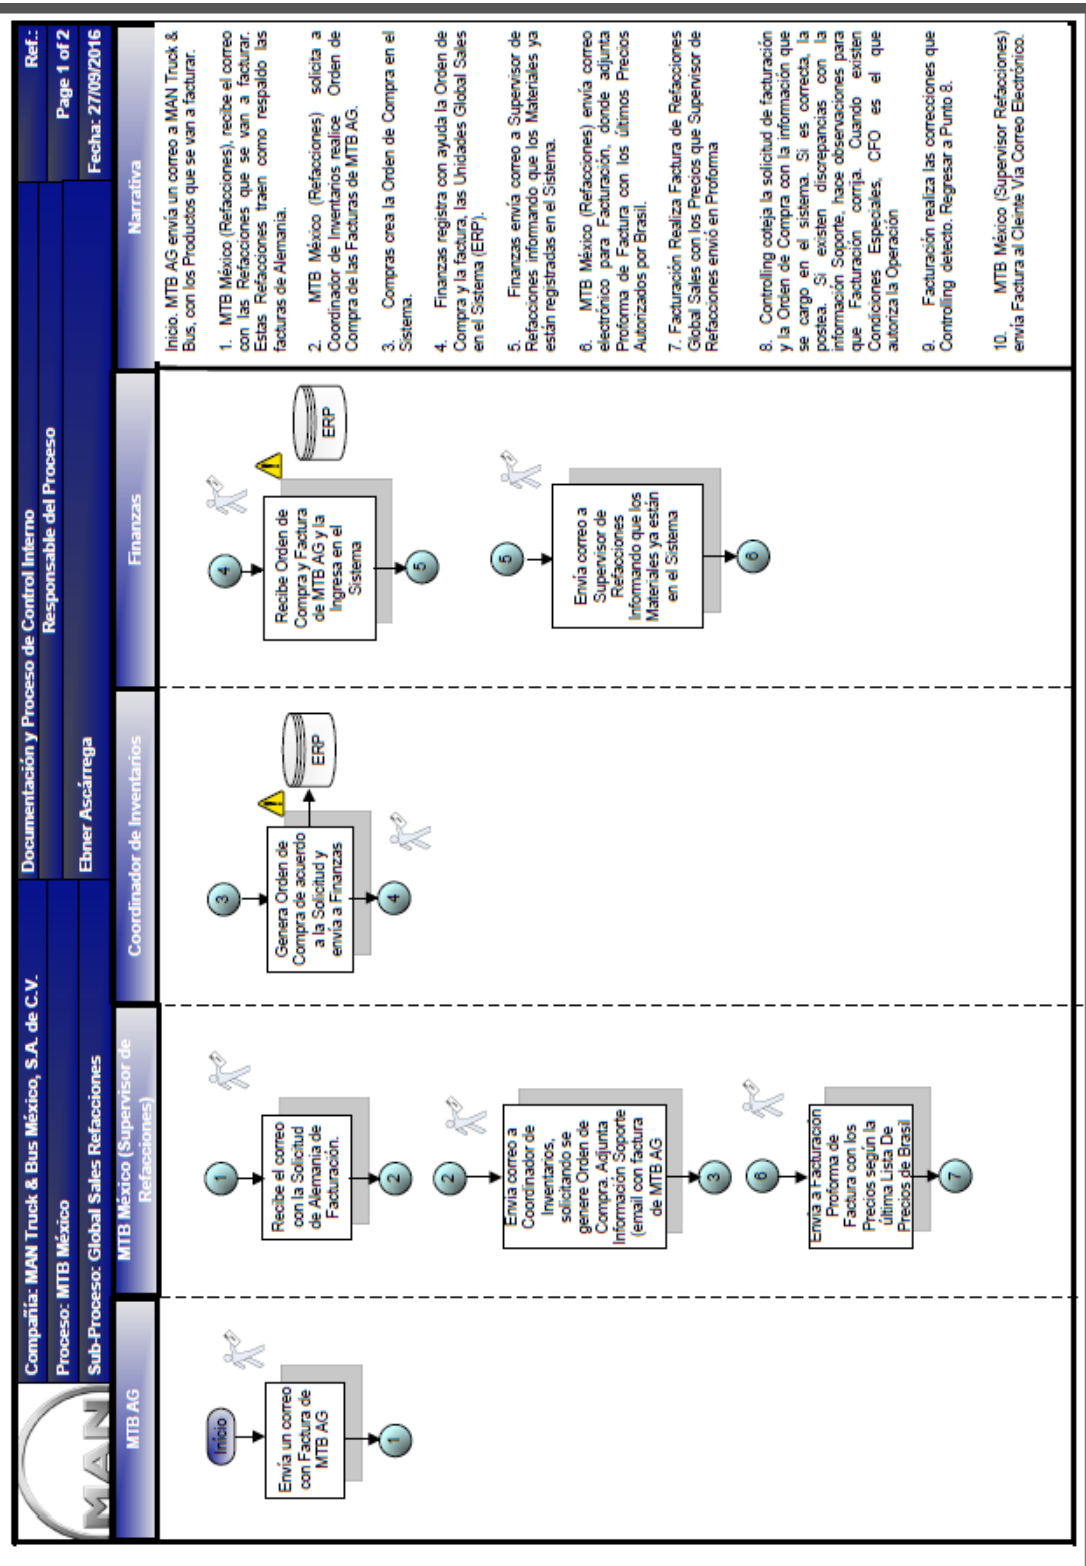 MAN
Compañía: MAN Truck & Bus México, S.A. de C.V.
Documentación y Proceso de Control Interno
Ref.:
Proceso: MTB México
Responsable del Proceso
Page 1 of 2
Sub-Proceso: Global Sales Refacciones
Ebner Ascárrega
Fecha: 27/09/2016
MTB AG
MTB México (Supervisor de
Refacciones)
Coordinador de Inventarios
Finanzas
Narrativa
Inicio
Envía un correo
con Factura de
MTB AG
1
1
Recibe el correo
con la Solicitud
de Alemania de
Facturación.
2
2
Envía correo a
Coordinador de
Inventarios,
solicitando se
genere Orden de
Compra. Adjunta
Información Soporte
(email con factura
de MTB AG
3
6
Envía a Facturación
Proforma de
Factura con los
Precios según la
última Lista De
Precios de Brasil
7
3
Genera Orden de
Compra de acuerdo
a la Solicitud y
envía a Finanzas
ERP
4
4
Recibe Orden de
Compra y Factura
de MTB AG y la
Ingresa en el
Sistema
ERP
5
5
Envía correo a
Supervisor de
Refacciones
Informando que los
Materiales ya están
en el Sistema
6
Inicio. MTB AG envía un correo a MAN Truck &
Bus, con los Productos que se van a facturar.
1. MTB México (Refacciones), recibe el correo
con las Refacciones que se van a facturar.
Estas Refacciones traen como respaldo las
facturas de Alemania.
2. MTB México (Refacciones) solicita a
Coordinador de Inventarios realice Orden de
Compra de las Facturas de MTB AG.
3. Compras crea la Orden de Compra en el
Sistema.
4. Finanzas registra con ayuda la Orden de
Compra y la factura, las Unidades Global Sales
en el Sistema (ERP).
5. Finanzas envía correo a Supervisor de
Refacciones informando que los Materiales ya
están registradas en el Sistema.
6. MTB México (Refacciones) envía correo
electrónico para Facturación, donde adjunta
Proforma de Factura con los últimos Precios
Autorizados por Brasil.
7. Facturación Realiza Factura de Refacciones
Global Sales con los Precios que Supervisor de
Refacciones envió en Proforma
8. Controlling coteja la solicitud de facturación
y la Orden de Compra con la información que
se cargo en el sistema. Si es correcta, la
postea. Si existen discrepancias con la
información Soporte, hace observaciones para
que Facturación corrija. Cuando existen
Condiciones Especiales, CFO es el que
autoriza la Operación
9. Facturación realiza las correcciones que
Controlling detecto. Regresar a Punto 8.
10. MTB México (Supervisor Refacciones)
envía Factura al Cleinte Vía Correo Electrónico.